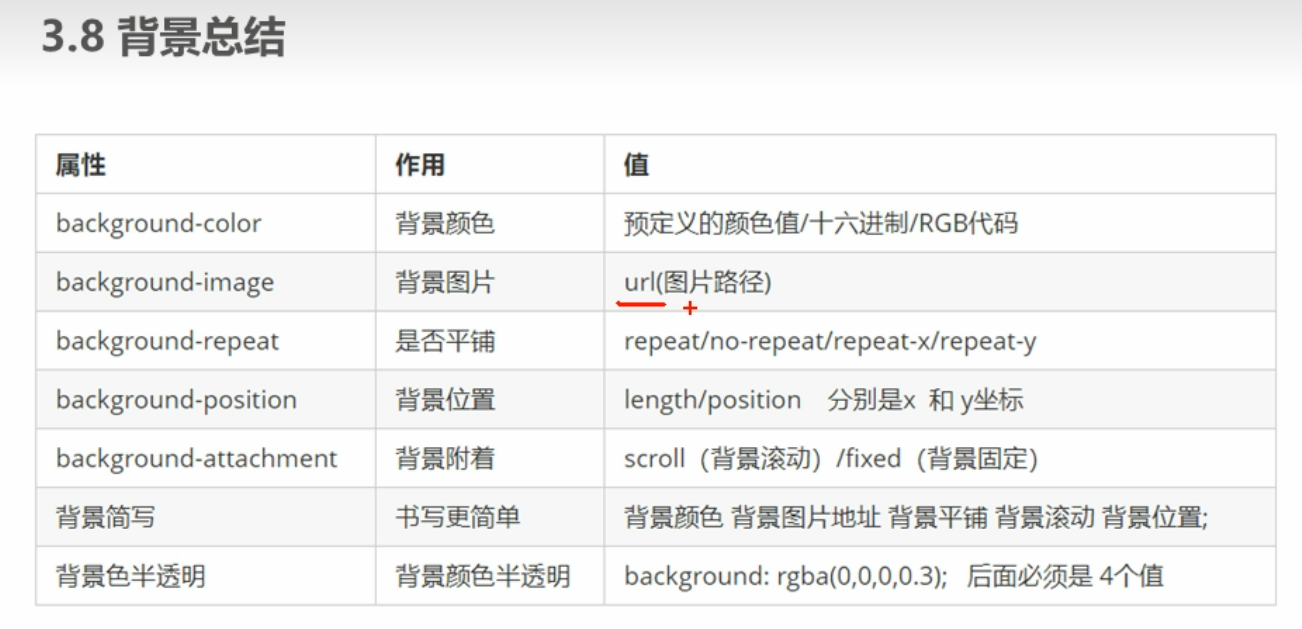 3.8 背景总结
属性 作用 值
background-color 背景颜色 预定义的颜色值/十六进制/RGB代码
background-image 背景图片 url(图片路径)
background-repeat 是否平铺 repeat/no-repeat/repeat-x/repeat-y
background-position 背景位置 length/position 分别是x 和 y坐标
background-attachment 背景附着 scroll（背景滚动）/fixed（背景固定）
背景简写 书写更简单 背景颜色 背景图片地址 背景平铺 背景滚动 背景位置;
背景色半透明 背景颜色半透明 background: rgba(0,0,0,0.3); 后面必须是 4个值